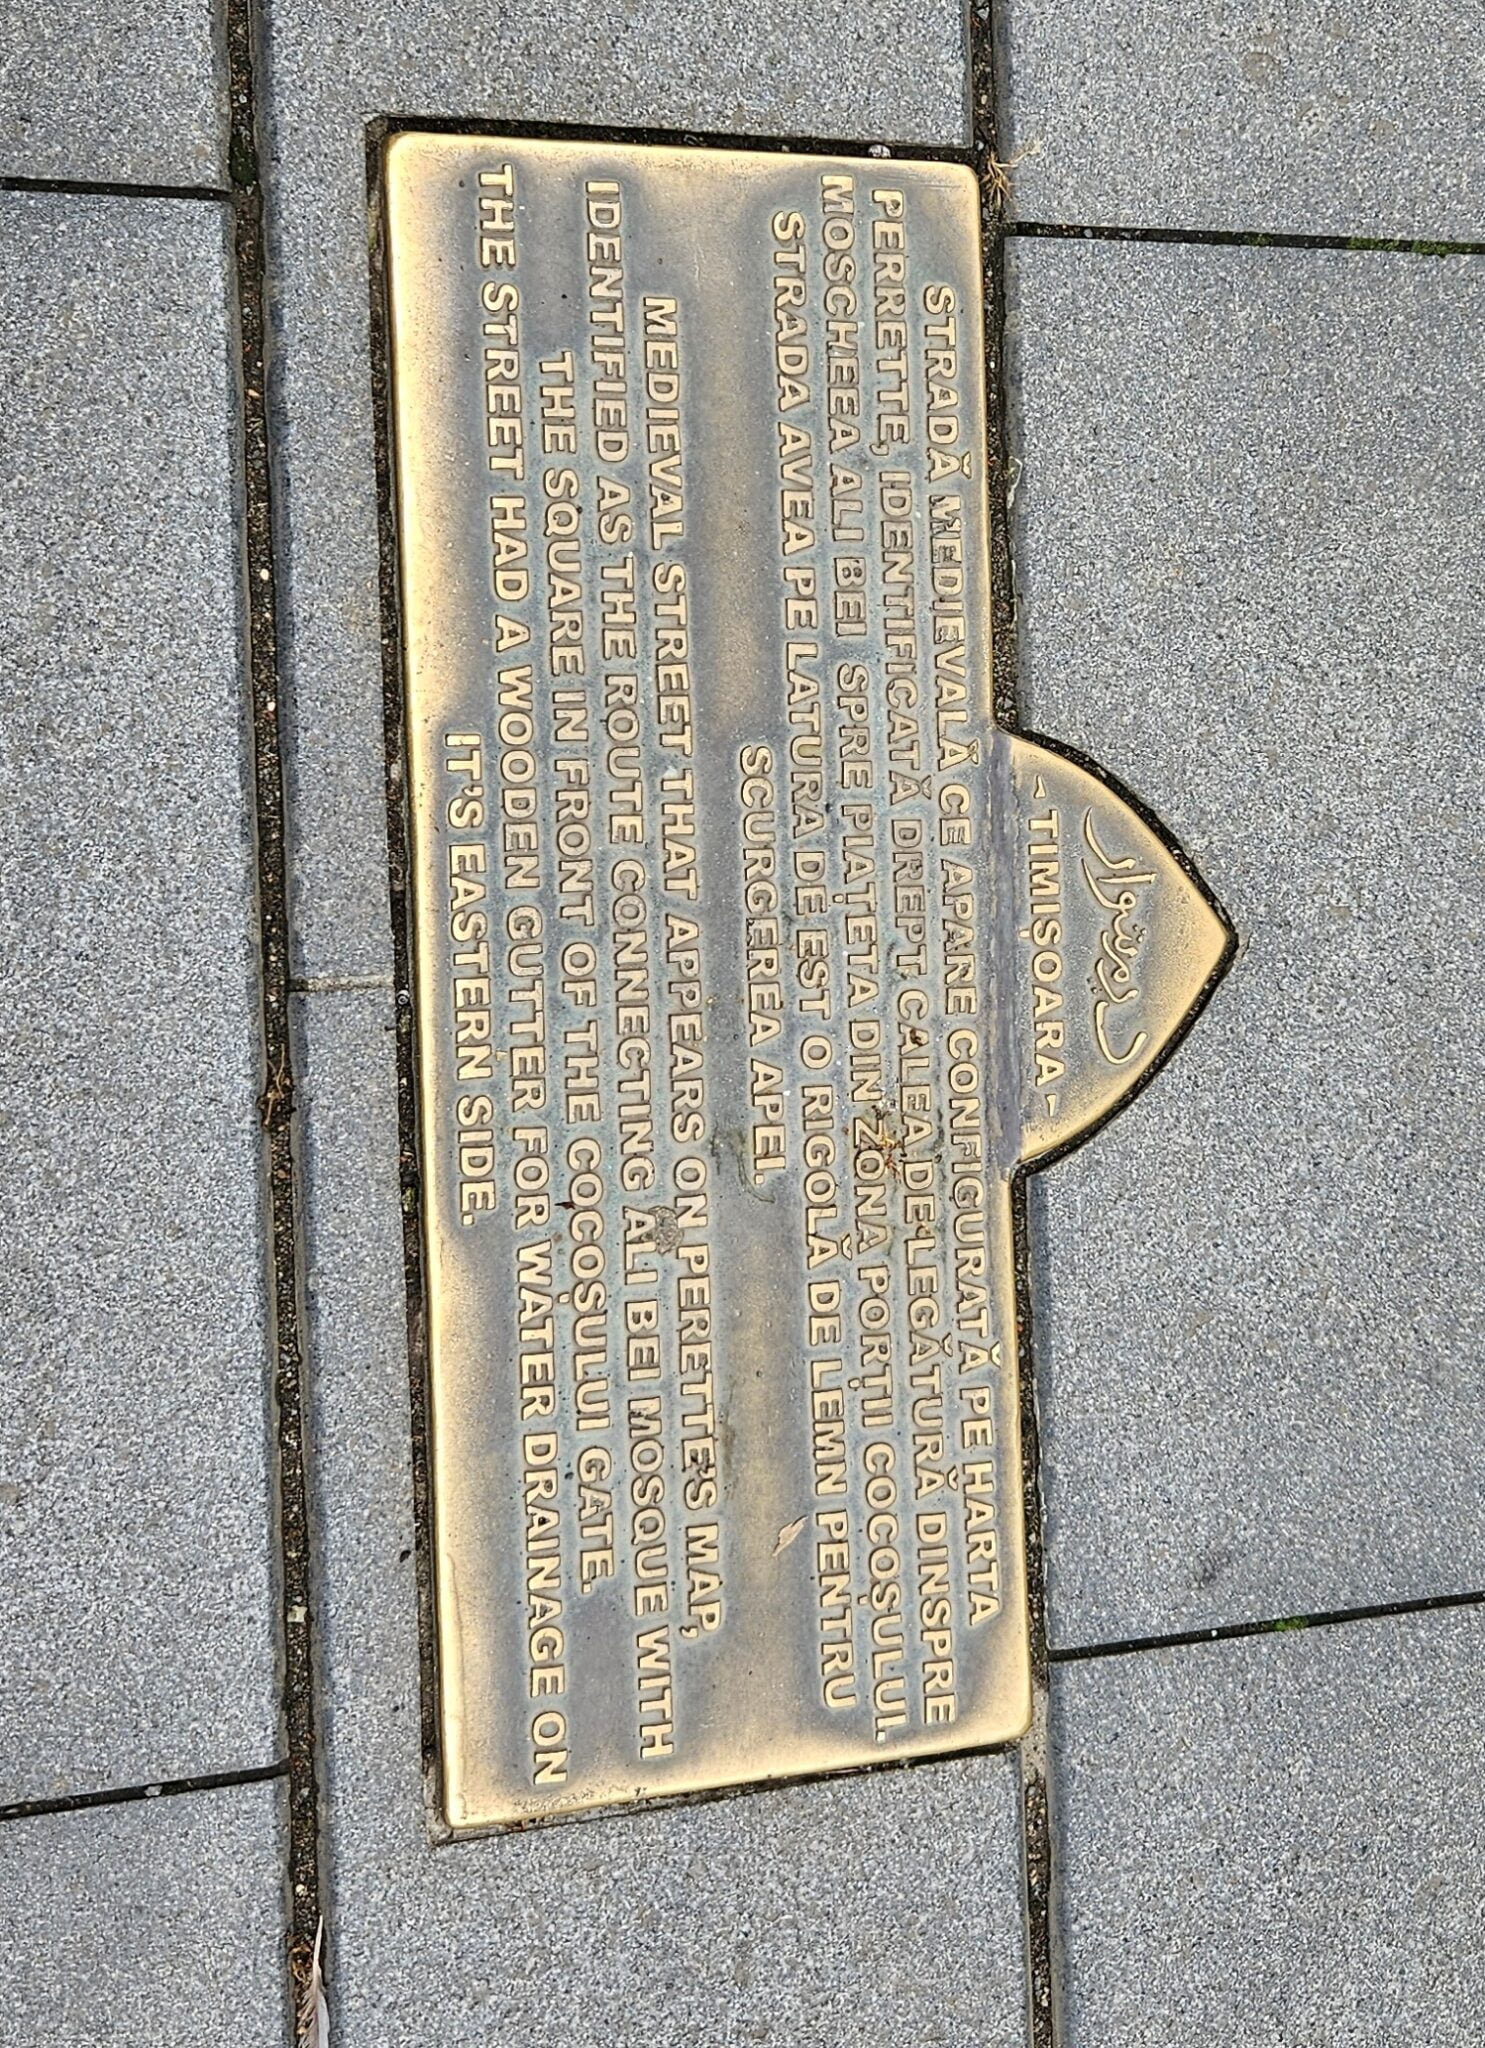 دمشوار
~TIMIȘOARA~
STRADĂ MEDIEVALĂ CE APARE CONFIGURATĂ PE HARTA
PERRETTE, IDENTIFICATĂ DREPT CALEA DE LEGĂTURĂ DINSPRE
MOSCHEEA ALI BEI SPRE PIAȚETA DIN ZONA PORȚII COCOȘULUI.
STRADA AVEA PE LATURA DE EST O RIGOLĂ DE LEMN PENTRU
SCURGEREA APEI.
MEDIEVAL STREET THAT APPEARS ON PERETTE'S MAP,
IDENTIFIED AS THE ROUTE CONNECTING ALI BEI MOSQUE WITH
THE SQUARE IN FRONT OF THE COCOȘULUI GATE.
THE STREET HAD A WOODEN GUTTER FOR WATER DRAINAGE ON
IT'S EASTERN SIDE.